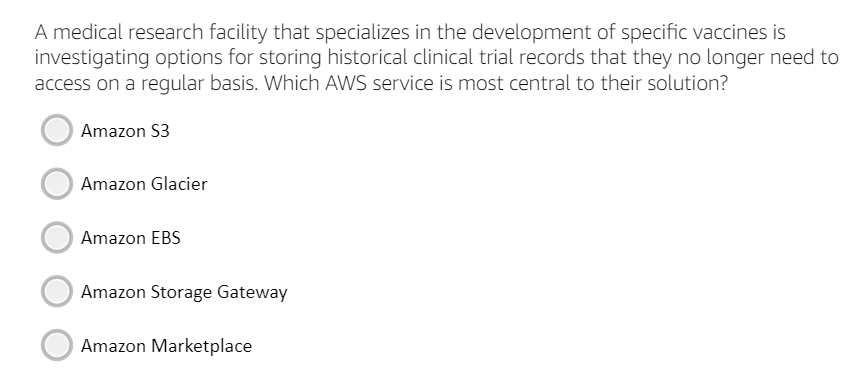 A medical research facility that specializes in the development of specific vaccines is
investigating options for storing historical clinical trial records that they no longer need to
access on a regular basis. Which AWS service is most central to their solution?
Amazon S3
Amazon Glacier
Amazon EBS
Amazon Storage Gateway
Amazon Marketplace